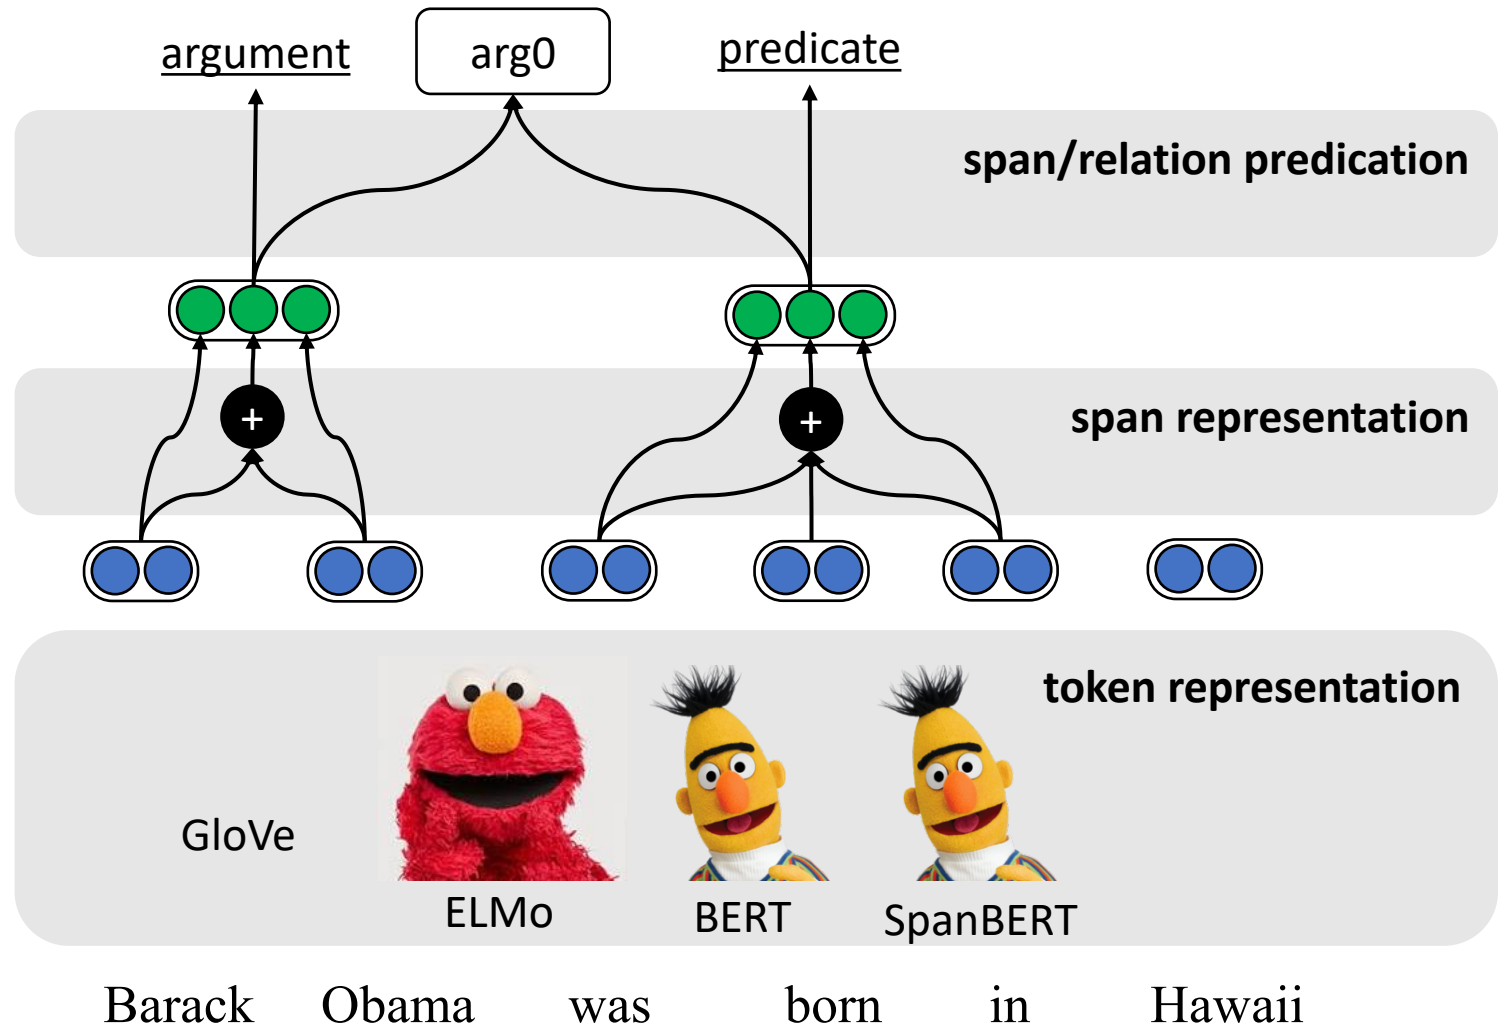 argument
arg0
predicate
span/relation predication
+
+
span representation
token representation
GloVe
ELMo
BERT
SpanBERT
Barack Obama was born in Hawaii